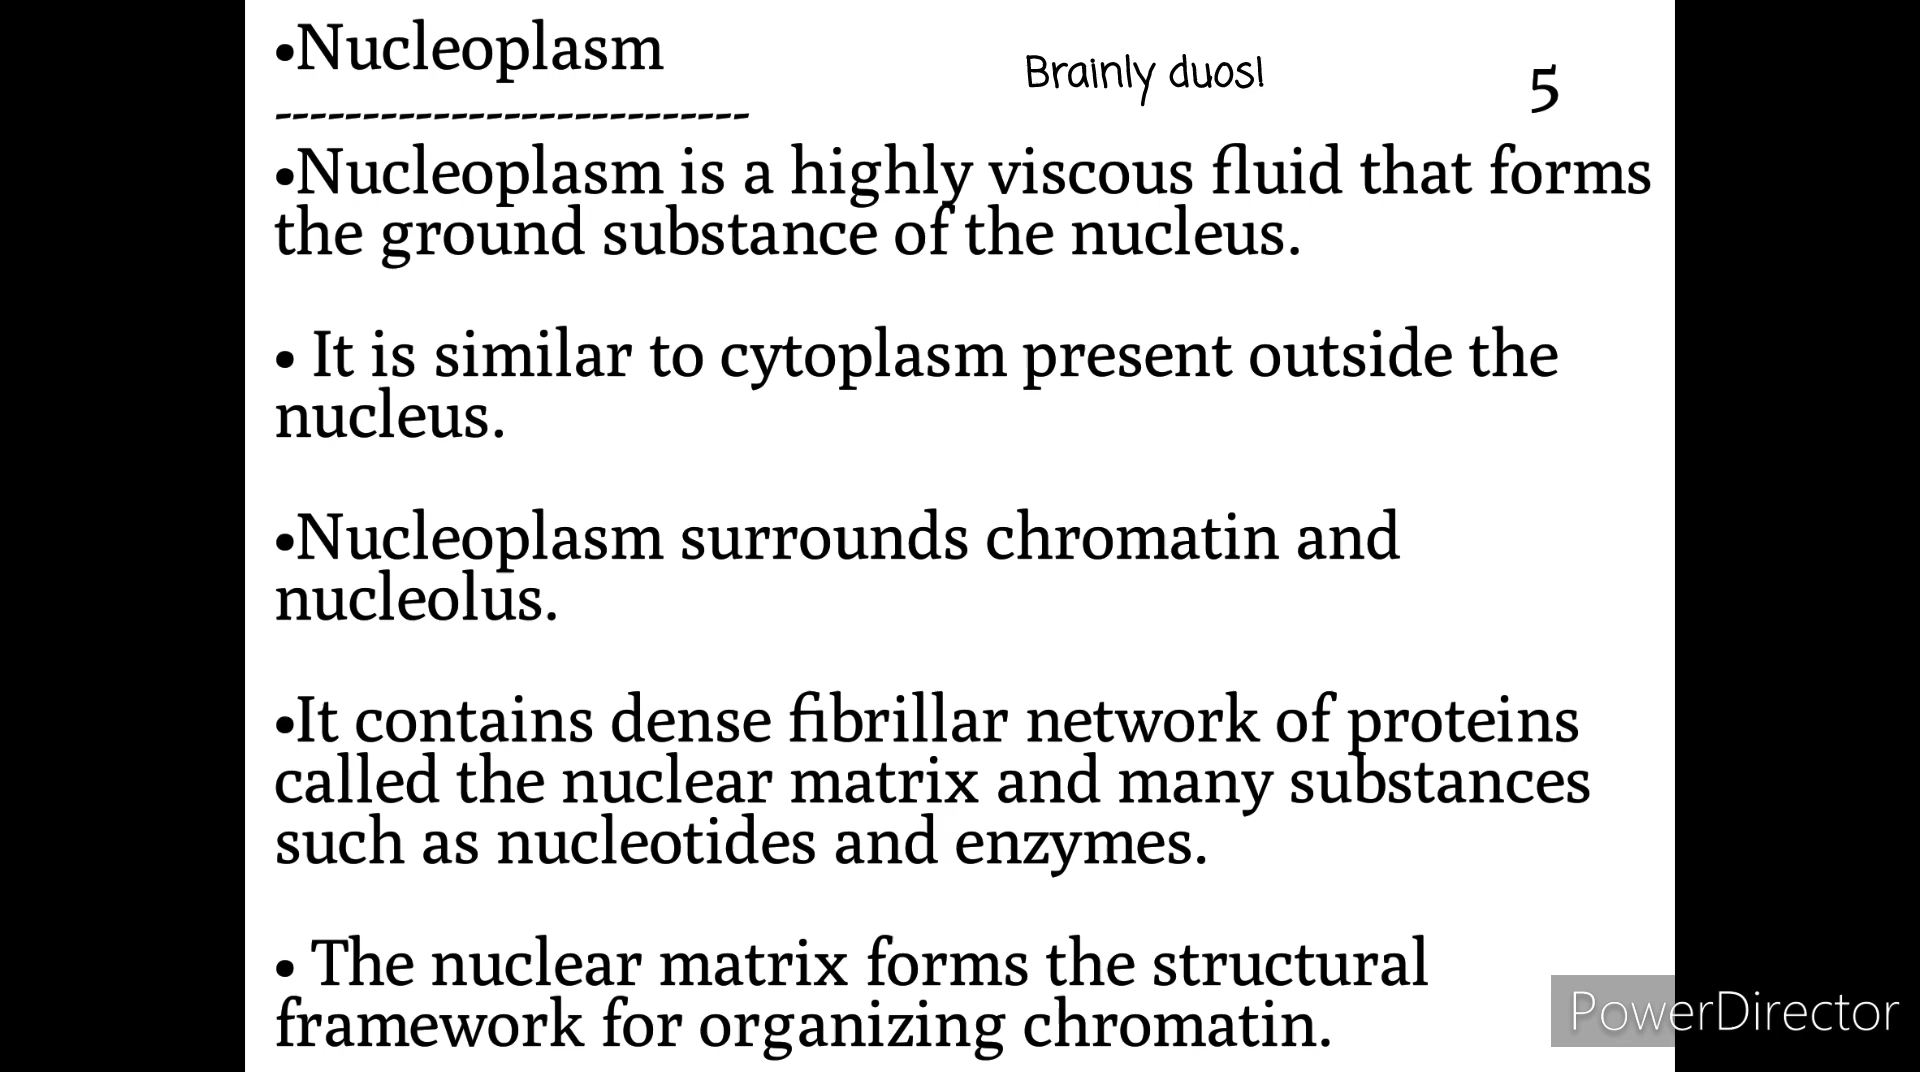 •Nucleoplasm
Brainly duos!
5
---------------------------
•Nucleoplasm is a highly viscous fluid that forms
the ground substance of the nucleus.
• It is similar to cytoplasm present outside the
nucleus.
•Nucleoplasm surrounds chromatin and
nucleolus.
•It contains dense fibrillar network of proteins
called the nuclear matrix and many substances
such as nucleotides and enzymes.
• The nuclear matrix forms the structural
framework for organizing chromatin.
PowerDirector